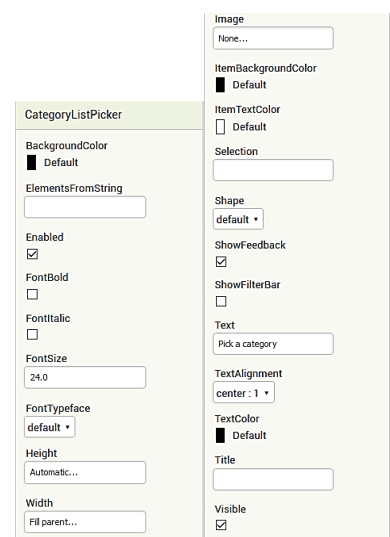 CategoryListPicker
BackgroundColor
Default
ElementsFromString
Enabled
FontBold
FontItalic
FontSize
24.0
FontTypeface
default
Height
Automatic...
Width
Fill parent...
Image
None...
ItemBackgroundColor
Default
ItemTextColor
Default
Selection
Shape
default
ShowFeedback
ShowFilterBar
Text
Pick a category
TextAlignment
center : 1
TextColor
Default
Title
Visible